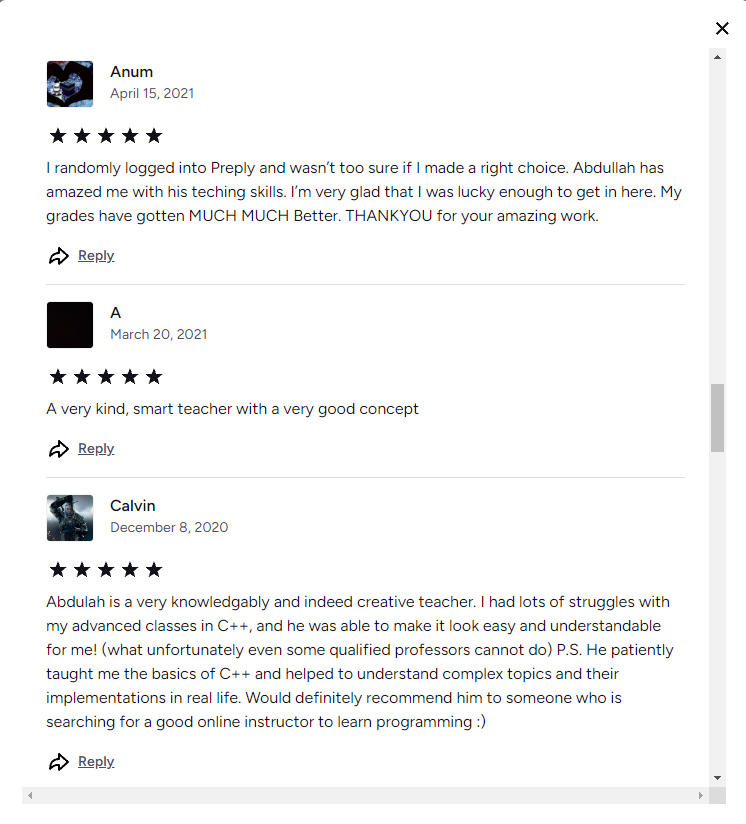 Anum
April 15, 2021
I randomly logged into Preply and wasn’t too sure if I made a right choice. Abdullah has
amazed me with his teching skills. I’m very glad that I was lucky enough to get in here. My
grades have gotten MUCH MUCH Better. THANKYOU for your amazing work.
Reply
A
March 20, 2021
A very kind, smart teacher with a very good concept
Reply
Calvin
December 8, 2020
Abdulah is a very knowledgably and indeed creative teacher. I had lots of struggles with
my advanced classes in C++, and he was able to make it look easy and understandable
for me! (what unfortunately even some qualified professors cannot do) P.S. He patiently
taught me the basics of C++ and helped to understand complex topics and their
implementations in real life. Would definitely recommend him to someone who is
searching for a good online instructor to learn programming :)
Reply